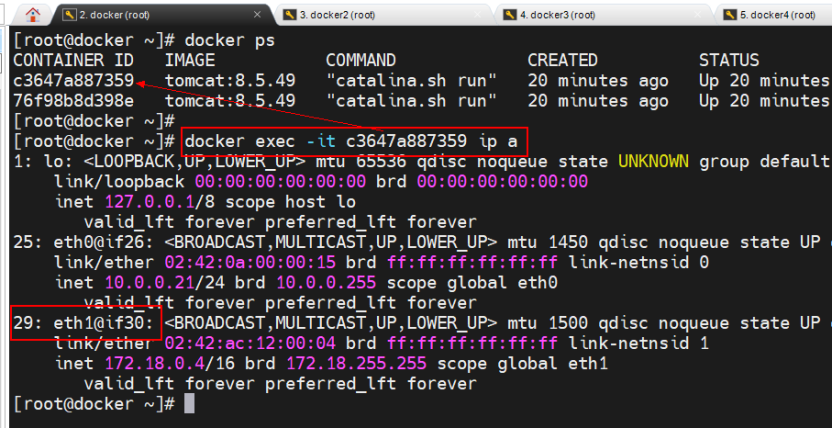 2. docker (root) × 3. docker2 (root) 4. docker3 (root) 5. docker4 (root)
[root@docker ~]# docker ps
CONTAINER ID IMAGE COMMAND CREATED STATUS
c3647a887359 tomcat:8.5.49 "catalina.sh run" 20 minutes ago Up 20 minutes
76f98b8d398e tomcat:8.5.49 "catalina.sh run" 20 minutes ago Up 20 minutes
[root@docker ~]#
[root@docker ~]# docker exec -it c3647a887359 ip a
1: lo: <LOOPBACK,UP,LOWER_UP> mtu 65536 qdisc noqueue state UNKNOWN group default
link/loopback 00:00:00:00:00:00 brd 00:00:00:00:00:00
inet 127.0.0.1/8 scope host lo
valid_lft forever preferred_lft forever
25: eth0@if26: <BROADCAST,MULTICAST,UP,LOWER_UP> mtu 1450 qdisc noqueue state UP
link/ether 02:42:0a:00:00:15 brd ff:ff:ff:ff:ff:ff link-netnsid 0
inet 10.0.0.21/24 brd 10.0.0.255 scope global eth0
valid_lft forever preferred_lft forever
29: eth1@if30: <BROADCAST,MULTICAST,UP,LOWER_UP> mtu 1500 qdisc noqueue state UP
link/ether 02:42:ac:12:00:04 brd ff:ff:ff:ff:ff:ff link-netnsid 1
inet 172.18.0.4/16 brd 172.18.255.255 scope global eth1
valid_lft forever preferred_lft forever
[root@docker ~]#